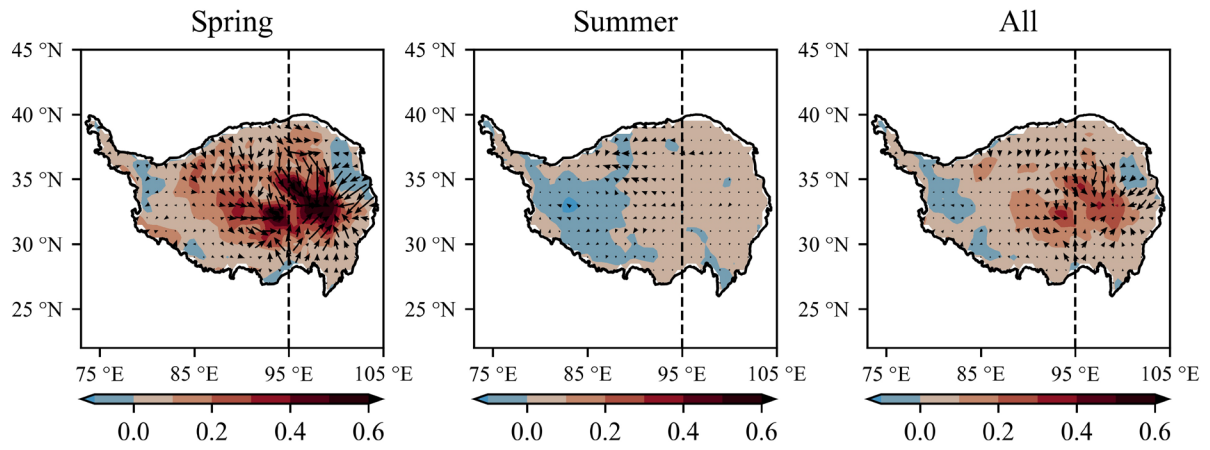 Spring Summer All
45 °N 45 °N 45 °N
40 °N 40 °N 40 °N
35 °N 35 °N 35 °N
30 °N 30 °N 30 °N
25 °N 25 °N 25 °N
75 °E 85 °E 95 °E 105 °E 75 °E 85 °E 95 °E 105 °E 75 °E 85 °E 95 °E 105 °E
0.0 0.2 0.4 0.6 0.0 0.2 0.4 0.6 0.0 0.2 0.4 0.6